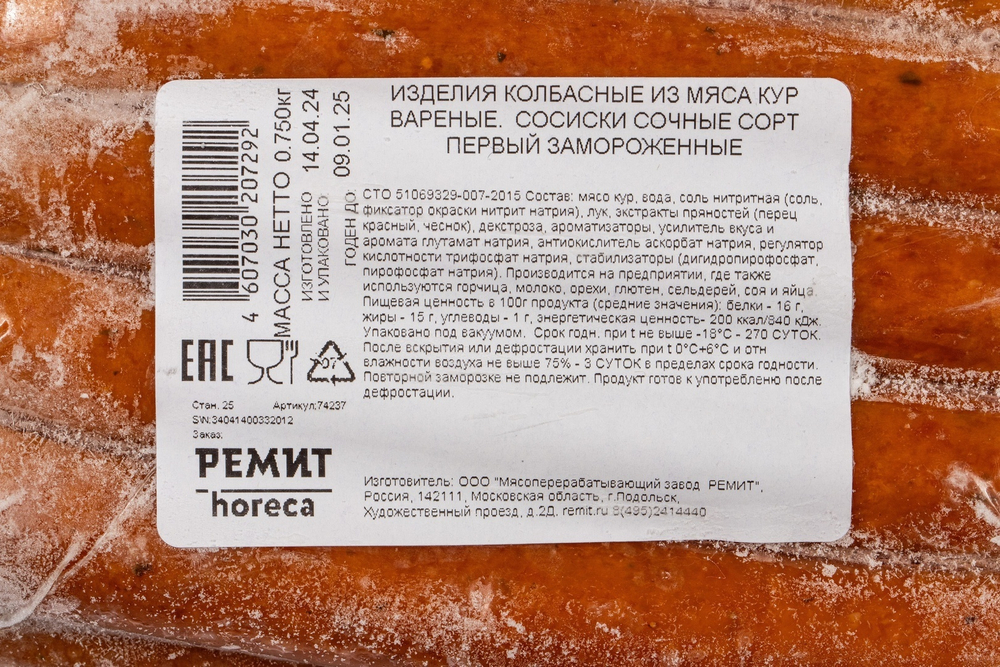 ИЗДЕЛИЯ КОЛБАСНЫЕ ИЗ МЯСА КУР
ВАРЕНЫЕ. СОСИСКИ СОЧНЫЕ СОРТ
ПЕРВЫЙ ЗАМОРОЖЕННЫЕ
4 607030 207292
МАССА НЕТТО 0.750кг
ИЗГОТОВЛЕНО 14.04.24
И УПАКОВАНО:
ГОДЕН ДО: 09.01.25
СТО 51069329-007-2015 Состав: мясо кур, вода, соль нитритная (соль,
фиксатор окраски нитрит натрия), лук, экстракты пряностей (перец
красный, чеснок), декстроза, ароматизаторы, усилитель вкуса и
аромата глутамат натрия, антиокислитель аскорбат натрия, регулятор
кислотности трифосфат натрия, стабилизаторы (дигидропирофосфат,
пирофосфат натрия). Производится на предприятии, где также
используются горчица, молоко, орехи, глютен, сельдерей, соя и яйца.
Пищевая ценность в 100г продукта (средние значения): белки - 16 г,
жиры - 15 г, углеводы - 1 г, энергетическая ценность- 200 ккал/840 кДж.
Упаковано под вакуумом. Срок годн. при t не выше -18°С - 270 СУТОК.
После вскрытия или дефростации хранить при t 0°С+6°С и отн
влажности воздуха не выше 75% - 3 СУТОК в пределах срока годности.
Повторной заморозке не подлежит. Продукт готов к употреблению после
дефростации.
ЕАС
07
Стан. 25 Артикул:74237
S\N:34041400332012
Заказ:
РЕМИТ
horeca
Изготовитель: ООО "Мясоперерабатывающий завод РЕМИТ",
Россия, 142111, Московская область, г.Подольск,
Художественный проезд, д.2Д. remit.ru 8(495)2414440